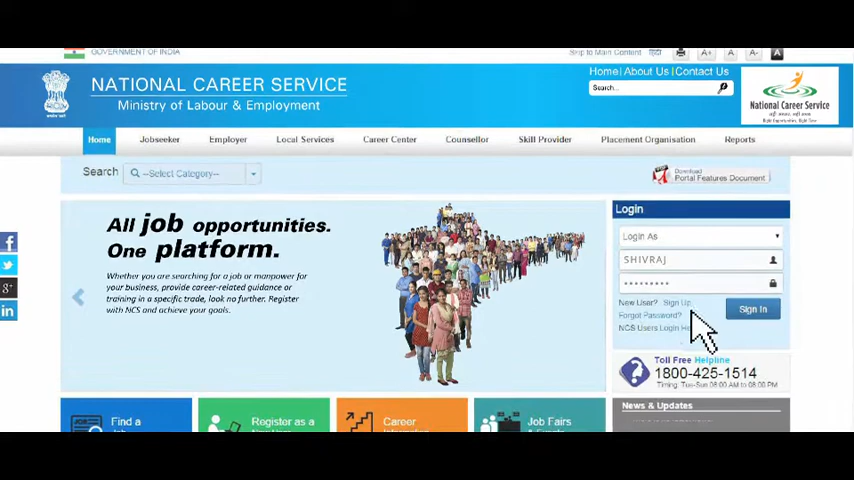 GOVERNMENT OF INDIA
Skip to Main Content
A+ A A- A
NATIONAL CAREER SERVICE
Ministry of Labour & Employment
Home| About Us |Contact Us
Search...
National Career Service
Home Jobseeker Employer Local Services Career Center Counsellor Skill Provider Placement Organisation Reports
Search
--Select Category--
Download
Portal Features Document
All job opportunities.
One platform.
Whether you are searching for a job or manpower for
your business, provide career-related guidance or
training in a specific trade, look no further. Register
with NCS and achieve your goals.
Login
Login As
SHIVRAJ
New User? Sign Up
Forgot Password?
NCS Users Login
Sign In
Toll Free Helpline
1800-425-1514
Timing: Tue-Sun 08:00 AM to 08:00 PM
News & Updates
Find a
Register as a
Career
Job Fairs
f
g+
in